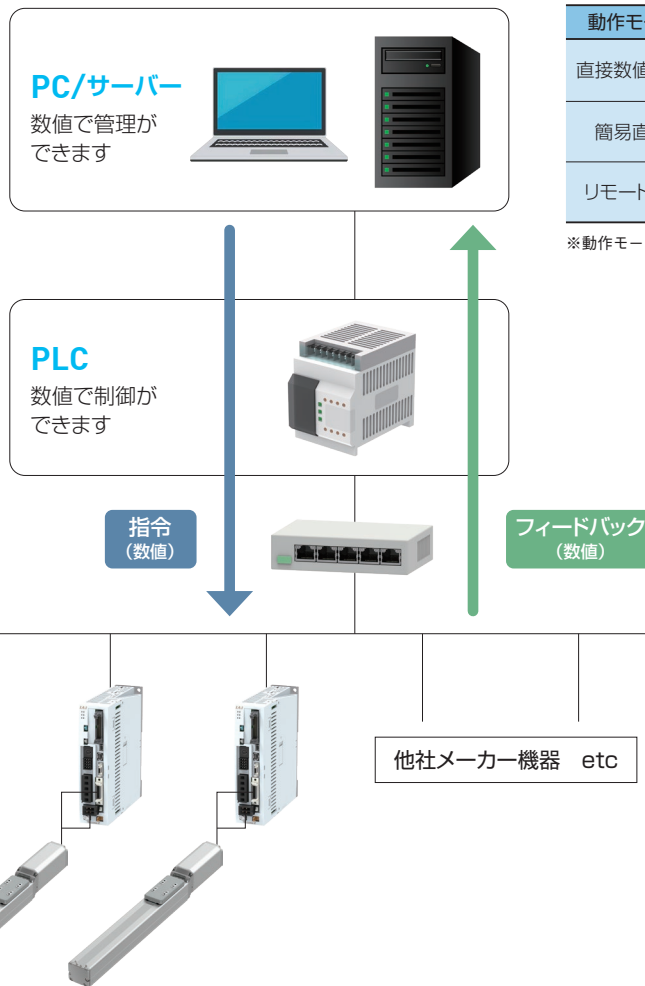 PC/サーバー
数値で管理が
できます
PLC
数値で制御が
できます
指令
(数値)
フィードバック
(数値)
他社メーカー機器 etc
動作モー
直接数値
簡易直
リモート
※動作モー